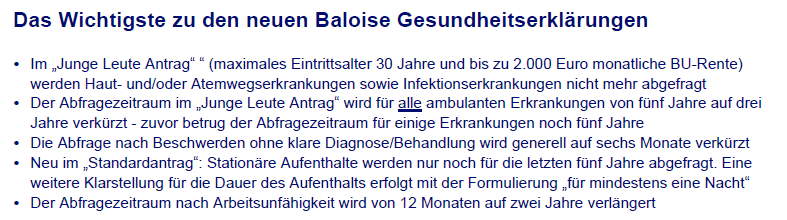 Das Wichtigste zu den neuen Baloise Gesundheitserklärungen
• Im „Junge Leute Antrag“ “ (maximales Eintrittsalter 30 Jahre und bis zu 2.000 Euro monatliche BU-Rente)
werden Haut- und/oder Atemwegserkrankungen sowie Infektionserkrankungen nicht mehr abgefragt
• Der Abfragezeitraum im „Junge Leute Antrag“ wird für alle ambulanten Erkrankungen von fünf Jahre auf drei
Jahre verkürzt - zuvor betrug der Abfragezeitraum für einige Erkrankungen noch fünf Jahre
• Die Abfrage nach Beschwerden ohne klare Diagnose/Behandlung wird generell auf sechs Monate verkürzt
• Neu im „Standardantrag“: Stationäre Aufenthalte werden nur noch für die letzten fünf Jahre abgefragt. Eine
weitere Klarstellung für die Dauer des Aufenthalts erfolgt mit der Formulierung „für mindestens eine Nacht“
• Der Abfragezeitraum nach Arbeitsunfähigkeit wird von 12 Monaten auf zwei Jahre verlängert